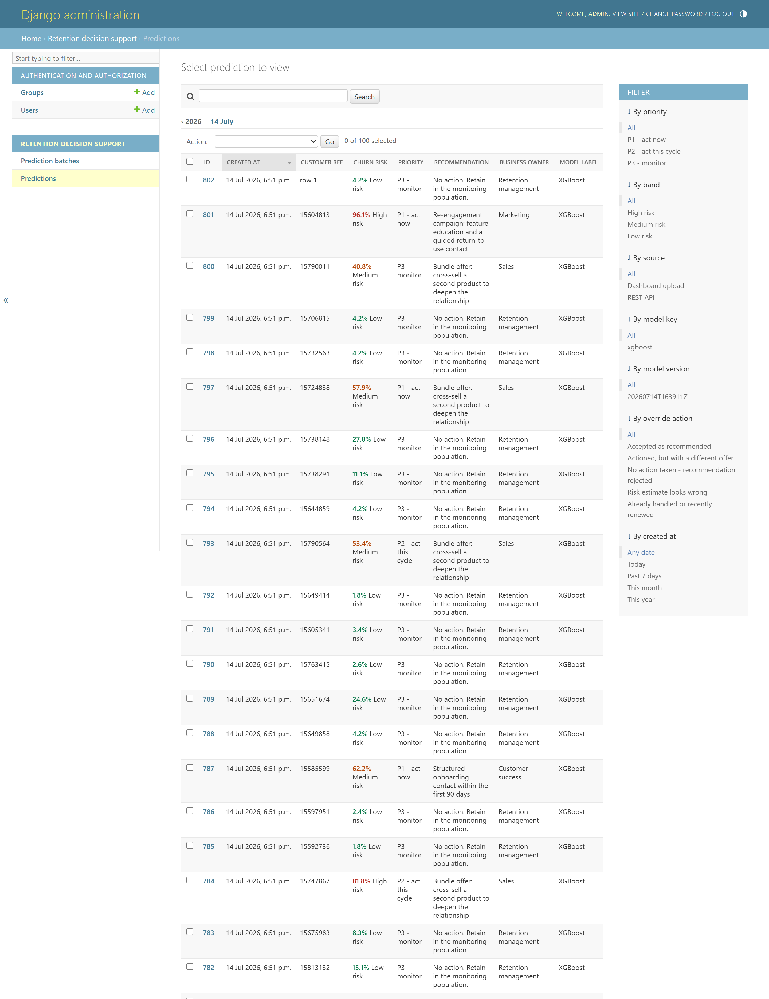 Django administration
WELCOME, ADMIN. VIEW SITE / CHANGE PASSWORD / LOG OUT
Home › Retention decision support › Predictions
Start typing to filter...
AUTHENTICATION AND AUTHORIZATION
Groups Add
Users Add
RETENTION DECISION SUPPORT
Prediction batches
Predictions
«
Select prediction to view
Search
‹ 2026 14 July
Action: --------- Go 0 of 100 selected
ID CREATED AT CUSTOMER REF CHURN RISK PRIORITY RECOMMENDATION BUSINESS OWNER MODEL LABEL
802 14 Jul 2026, 6:51 p.m. row 1 4.2% Low P3 - No action. Retain Retention XGBoost
risk monitor in the monitoring management
population.
801 14 Jul 2026, 6:51 p.m. 15604813 96.1% High P1 - act Re-engagement Marketing XGBoost
risk now campaign: feature
education and a
guided return-to-
use contact
800 14 Jul 2026, 6:51 p.m. 15790011 40.8% P3 - Bundle offer: Sales XGBoost
Medium monitor cross-sell a
risk second product to
deepen the
relationship
799 14 Jul 2026, 6:51 p.m. 15706815 4.2% Low P3 - No action. Retain Retention XGBoost
risk monitor in the monitoring management
population.
798 14 Jul 2026, 6:51 p.m. 15732563 4.2% Low P3 - No action. Retain Retention XGBoost
risk monitor in the monitoring management
population.
797 14 Jul 2026, 6:51 p.m. 15724838 57.9% P1 - act Bundle offer: Sales XGBoost
Medium now cross-sell a
risk second product to
deepen the
relationship
796 14 Jul 2026, 6:51 p.m. 15738148 27.8% Low P3 - No action. Retain Retention XGBoost
risk monitor in the monitoring management
population.
795 14 Jul 2026, 6:51 p.m. 15738291 11.1% Low P3 - No action. Retain Retention XGBoost
risk monitor in the monitoring management
population.
794 14 Jul 2026, 6:51 p.m. 15644859 4.2% Low P3 - No action. Retain Retention XGBoost
risk monitor in the monitoring management
population.
793 14 Jul 2026, 6:51 p.m. 15790564 53.4% P2 - act Bundle offer: Sales XGBoost
Medium this cross-sell a
risk cycle second product to
deepen the
relationship
792 14 Jul 2026, 6:51 p.m. 15649414 1.8% Low P3 - No action. Retain Retention XGBoost
risk monitor in the monitoring management
population.
791 14 Jul 2026, 6:51 p.m. 15605341 3.4% Low P3 - No action. Retain Retention XGBoost
risk monitor in the monitoring management
population.
790 14 Jul 2026, 6:51 p.m. 15763415 2.6% Low P3 - No action. Retain Retention XGBoost
risk monitor in the monitoring management
population.
789 14 Jul 2026, 6:51 p.m. 15651674 24.6% Low P3 - No action. Retain Retention XGBoost
risk monitor in the monitoring management
population.
788 14 Jul 2026, 6:51 p.m. 15649858 4.2% Low P3 - No action. Retain Retention XGBoost
risk monitor in the monitoring management
population.
787 14 Jul 2026, 6:51 p.m. 15585599 62.2% P1 - act Structured Customer XGBoost
Medium now onboarding success
risk contact within the
first 90 days
786 14 Jul 2026, 6:51 p.m. 15597951 2.4% Low P3 - No action. Retain Retention XGBoost
risk monitor in the monitoring management
population.
785 14 Jul 2026, 6:51 p.m. 15592736 1.8% Low P3 - No action. Retain Retention XGBoost
risk monitor in the monitoring management
population.
784 14 Jul 2026, 6:51 p.m. 15747867 81.8% High P2 - act Bundle offer: Sales XGBoost
risk this cross-sell a
cycle second product to
deepen the
relationship
783 14 Jul 2026, 6:51 p.m. 15675983 8.3% Low P3 - No action. Retain Retention XGBoost
risk monitor in the monitoring management
population.
782 14 Jul 2026, 6:51 p.m. 15813132 15.1% Low P3 - No action. Retain Retention XGBoost
risk monitor in the monitoring management
population.
FILTER
↓ By priority
All
P1 - act now
P2 - act this cycle
P3 - monitor
↓ By band
All
High risk
Medium risk
Low risk
↓ By source
All
Dashboard upload
REST API
↓ By model key
All
xgboost
↓ By model version
All
20260714T163911Z
↓ By override action
All
Accepted as recommended
Actioned, but with a different offer
No action taken - recommendation
rejected
Risk estimate looks wrong
Already handled or recently
renewed
↓ By created at
Any date
Today
Past 7 days
This month
This year